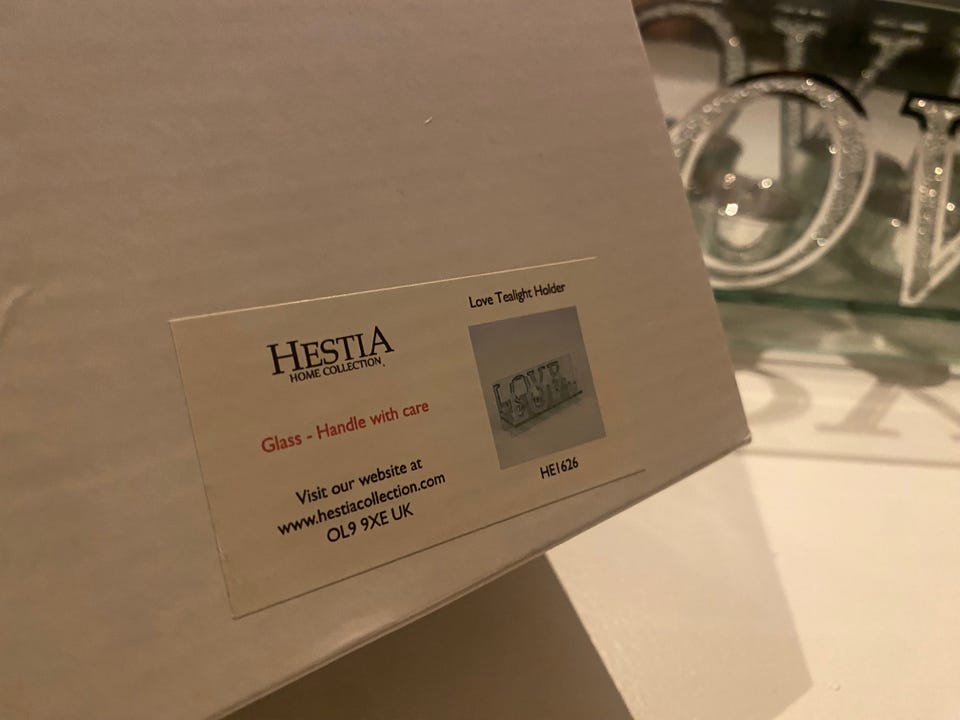 HESTIA
HOME COLLECTION
Glass - Handle with care
Visit our website at
www.hestiacollection.com
OL9 9XE UK
Love Tealight Holder
LOVE
HE1626
OV